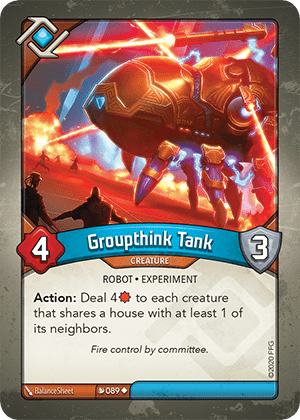 4
Groupthink Tank
3
CREATURE
ROBOT • EXPERIMENT
Action: Deal 4 to each creature
that shares a house with at least 1 of
its neighbors.
Fire control by committee.
BalanceSheet
089
©2020 FFG